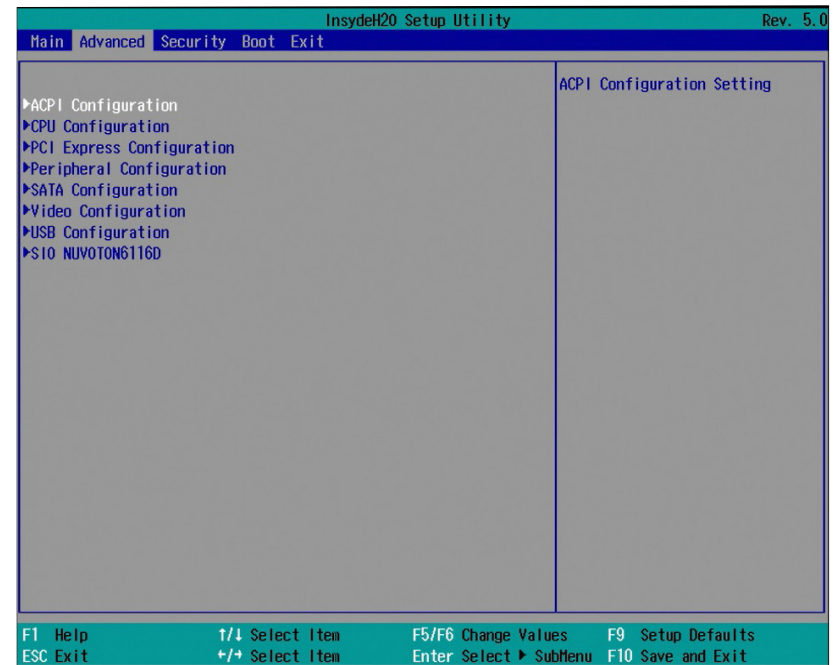 InsydeH20 Setup Utility Rev. 5.0
Main Advanced Security Boot Exit
ACPI Configuration Setting
▶ACPI Configuration
▶CPU Configuration
▶PCI Express Configuration
▶Peripheral Configuration
▶SATA Configuration
▶Video Configuration
▶USB Configuration
▶SIO NUVOTON6116D
F1 Help ↑/↓ Select Item F5/F6 Change Values F9 Setup Defaults
ESC Exit ←/→ Select Item Enter Select ▶ SubMenu F10 Save and Exit